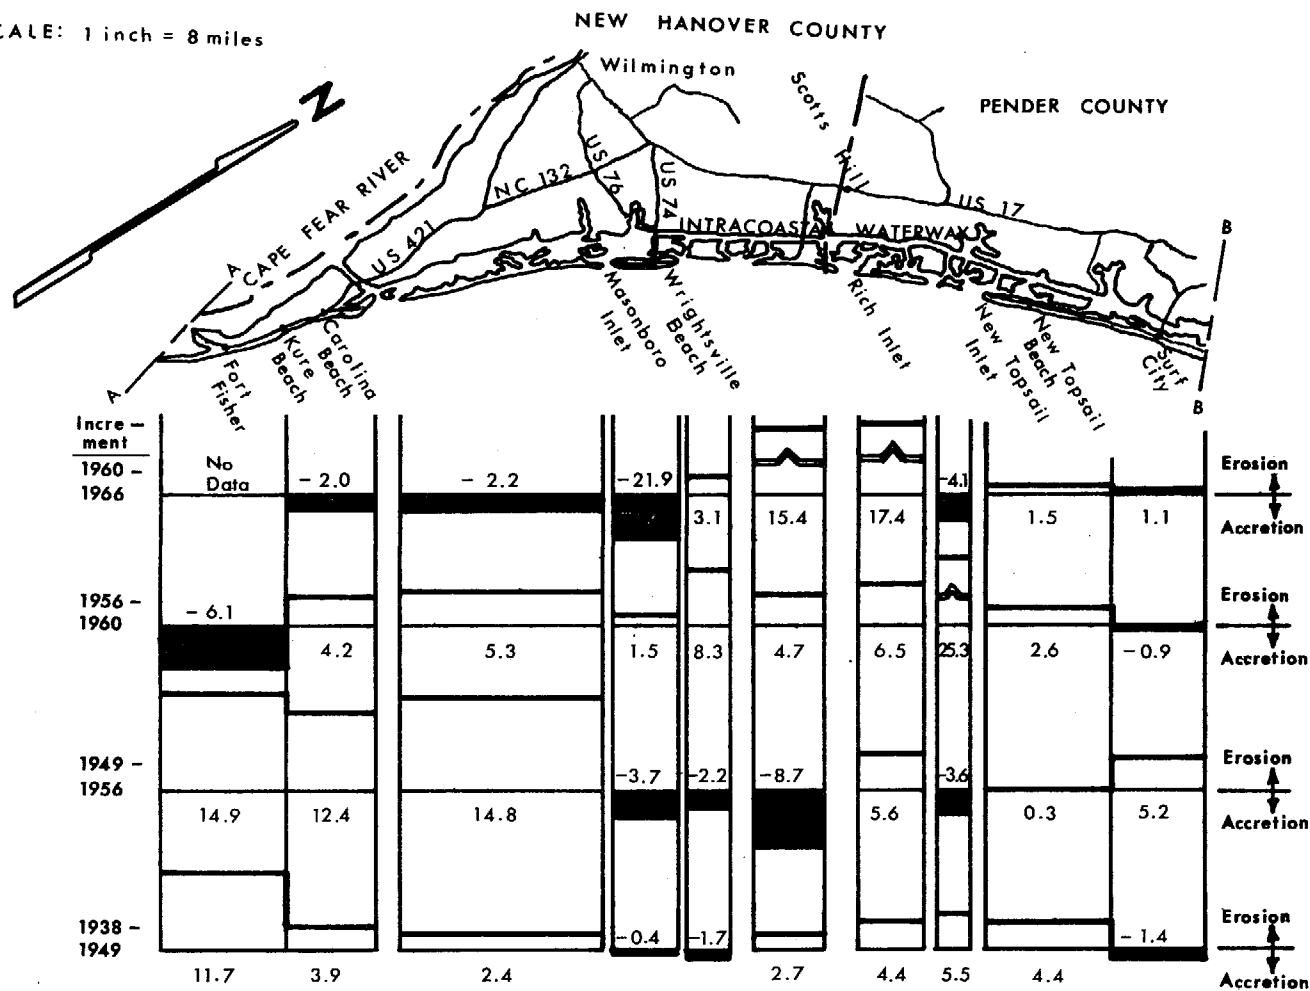 CALE: 1 inch = 8 miles
NEW HANOVER COUNTY
N
Wilmington
Scotts Hill
PENDER COUNTY
CAPE FEAR RIVER
US 421
NC 132
US 76
US 74
INTRACOASTAL WATERWAY
US 17
A
A
B
B
Fort Fisher
Kure Beach
Carolina Beach
Masonboro Inlet
Wrightsville Beach
Rich Inlet
New Topsail Inlet
New Topsail Beach
Surf City
Incre-
ment
No
Data
1960 - -2.0 -2.2 -21.9 -4.1 Erosion
1966
3.1 15.4 17.4 1.5 1.1 Accretion
1956 - -6.1 Erosion
1960
4.2 5.3 1.5 8.3 4.7 6.5 25.3 2.6 -0.9 Accretion
1949 - -3.7 -2.2 -8.7 -3.6 Erosion
1956
14.9 12.4 14.8 5.6 0.3 5.2 Accretion
1938 - -0.4 -1.7 -1.4 Erosion
1949
11.7 3.9 2.4 2.7 4.4 5.5 4.4 Accretion